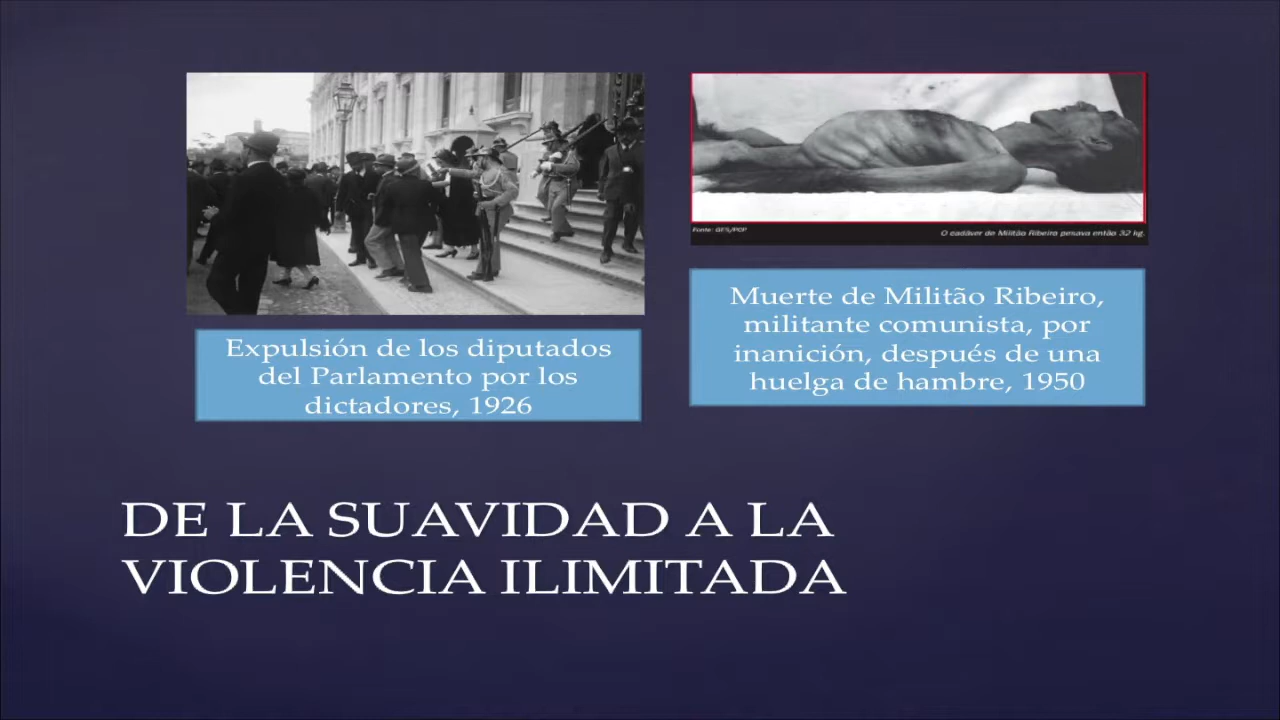 Fonte: GES/PCP
O cadáver de Militão Ribeiro pesava então 32 kg.
Expulsión de los diputados
del Parlamento por los
dictadores, 1926
Muerte de Militão Ribeiro,
militante comunista, por
inanición, después de una
huelga de hambre, 1950
DE LA SUAVIDAD A LA
VIOLENCIA ILIMITADA